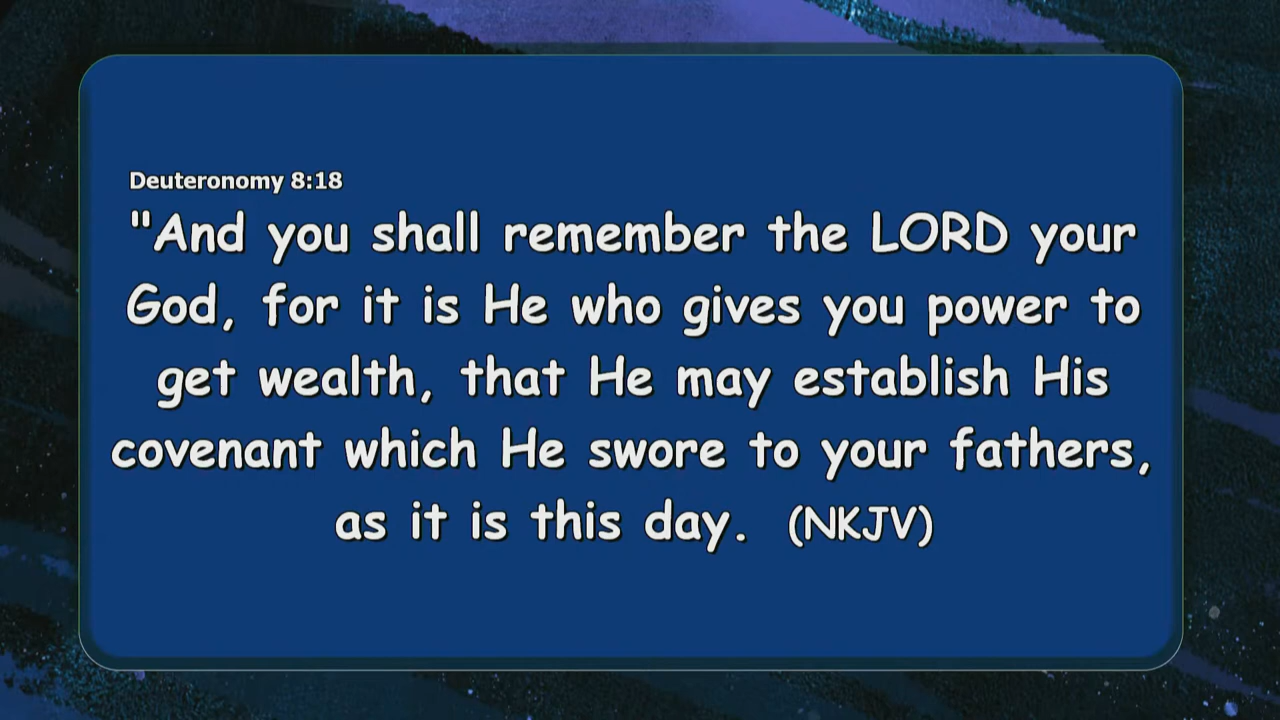 Deuteronomy 8:18
"And you shall remember the LORD your
God, for it is He who gives you power to
get wealth, that He may establish His
covenant which He swore to your fathers,
as it is this day. (NKJV)